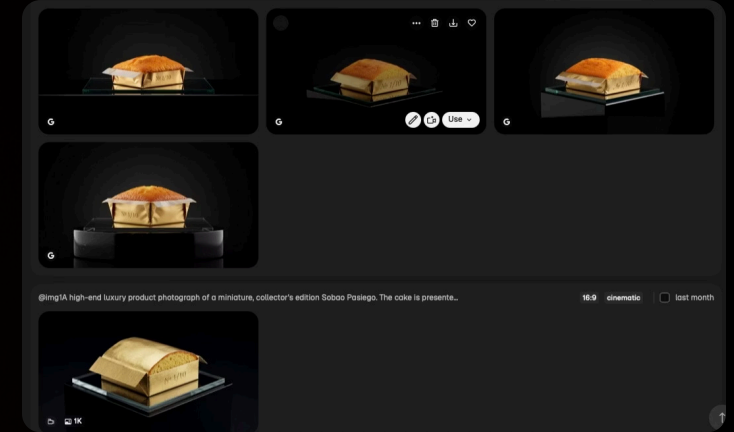 Use
@img1A high-end luxury product photograph of a miniature, collector's edition Sobao Pasiego. The cake is presente...
16:9 cinematic last month
1K